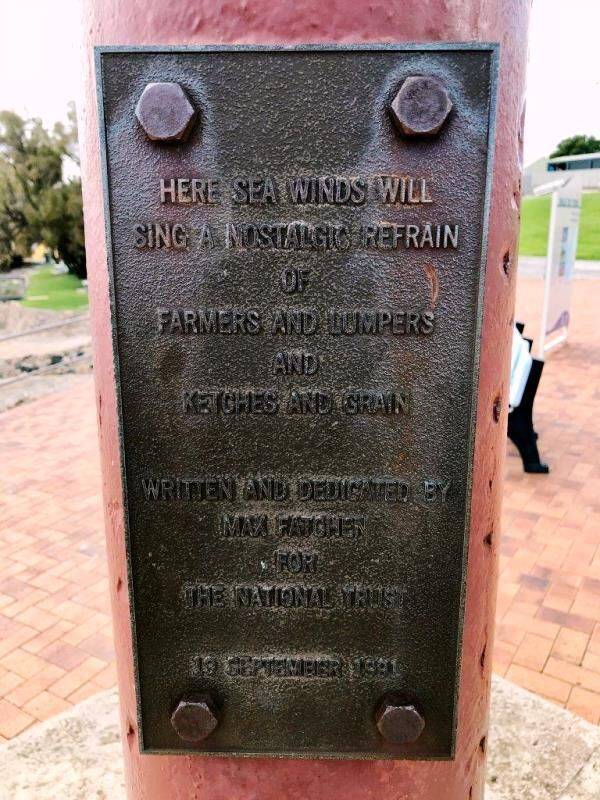 HERE SEA WINDS WILL
SING A NOSTALGIC REFRAIN
OF
FARMERS AND LUMPERS
AND
KETCHES AND GRAIN
WRITTEN AND DEDICATED BY
MAX FATCHEN
FOR
THE NATIONAL TRUST
19 SEPTEMBER 1991